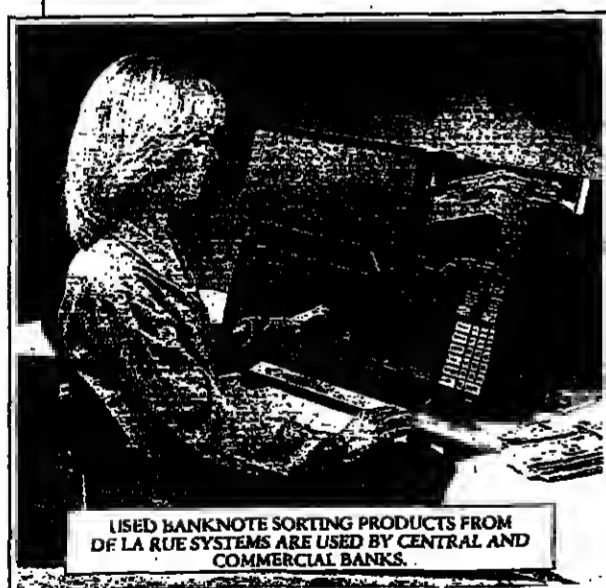 USED BANKNOTE SORTING PRODUCTS FROM
DE LA RUE SYSTEMS ARE USED BY CENTRAL AND
COMMERCIAL BANKS.